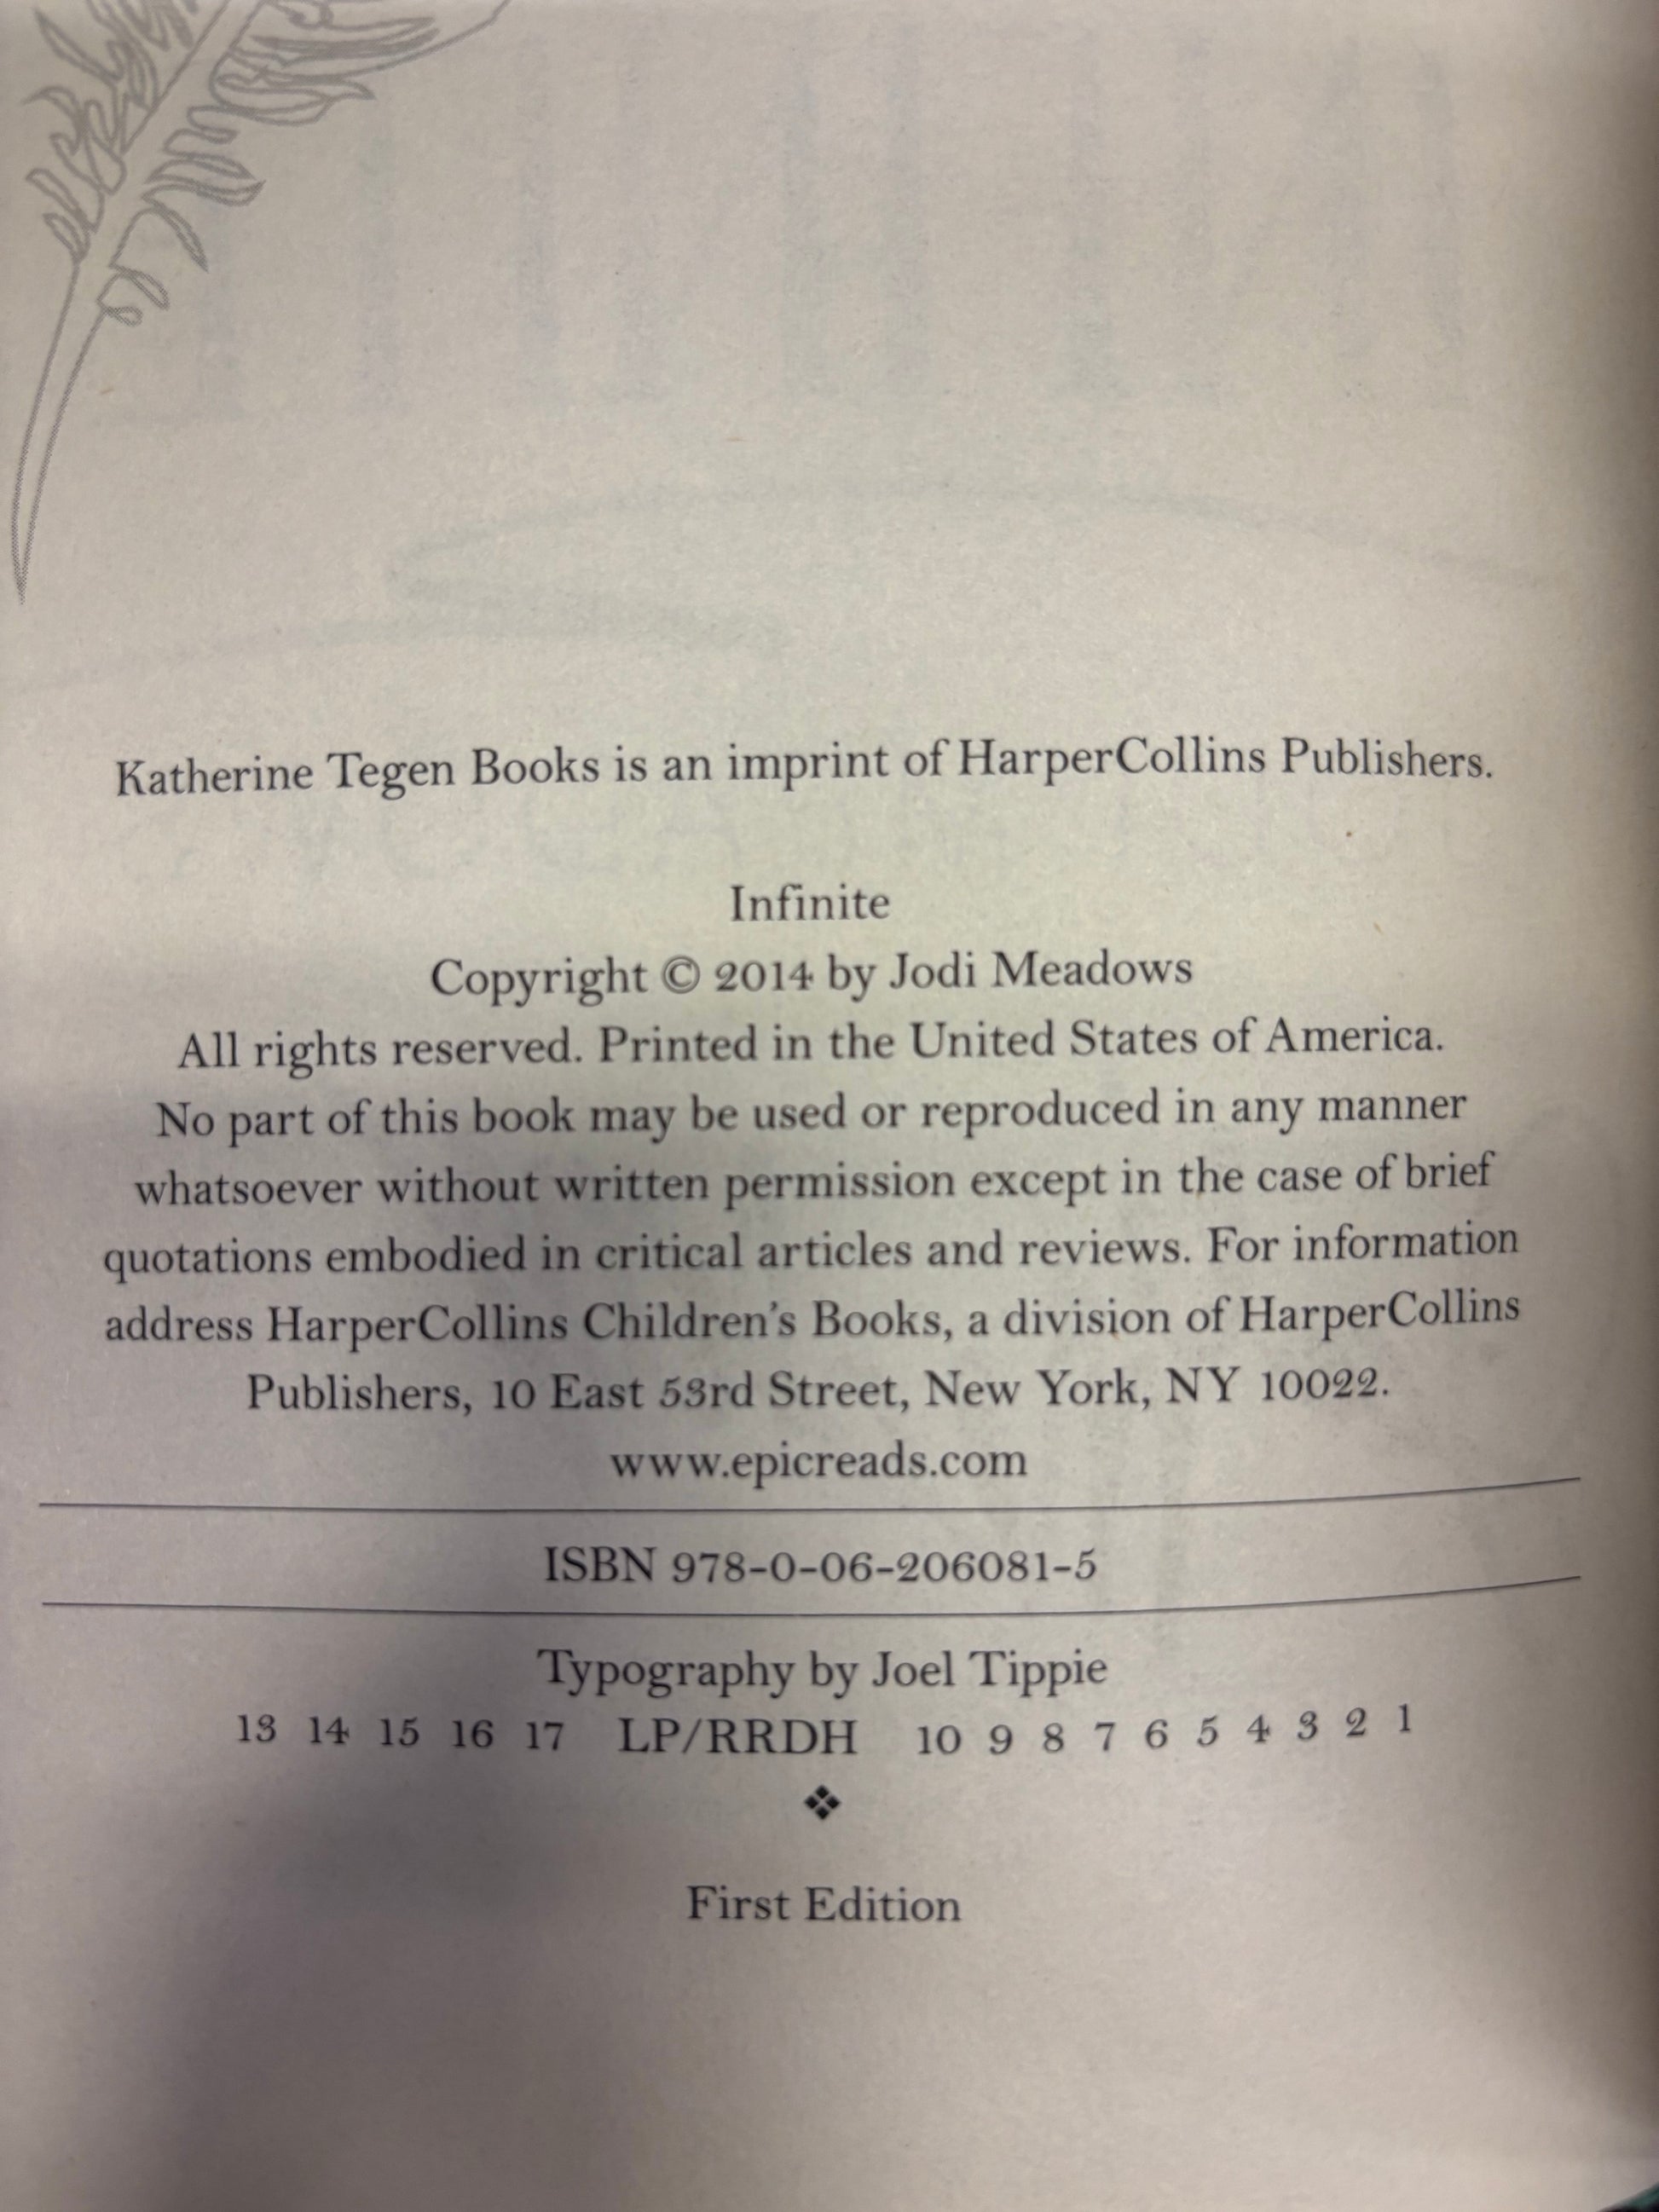 Katherine Tegen Books is an imprint of HarperCollins Publishers.
Infinite
Copyright © 2014 by Jodi Meadows
All rights reserved. Printed in the United States of America.
No part of this book may be used or reproduced in any manner
whatsoever without written permission except in the case of brief
quotations embodied in critical articles and reviews. For information
address HarperCollins Children's Books, a division of HarperCollins
Publishers, 10 East 53rd Street, New York, NY 10022.
www.epicreads.com
ISBN 978-0-06-206081-5
Typography by Joel Tippie
13 14 15 16 17 LP/RRDH 10 9 8 7 6 5 4 3 2 1
❖
First Edition